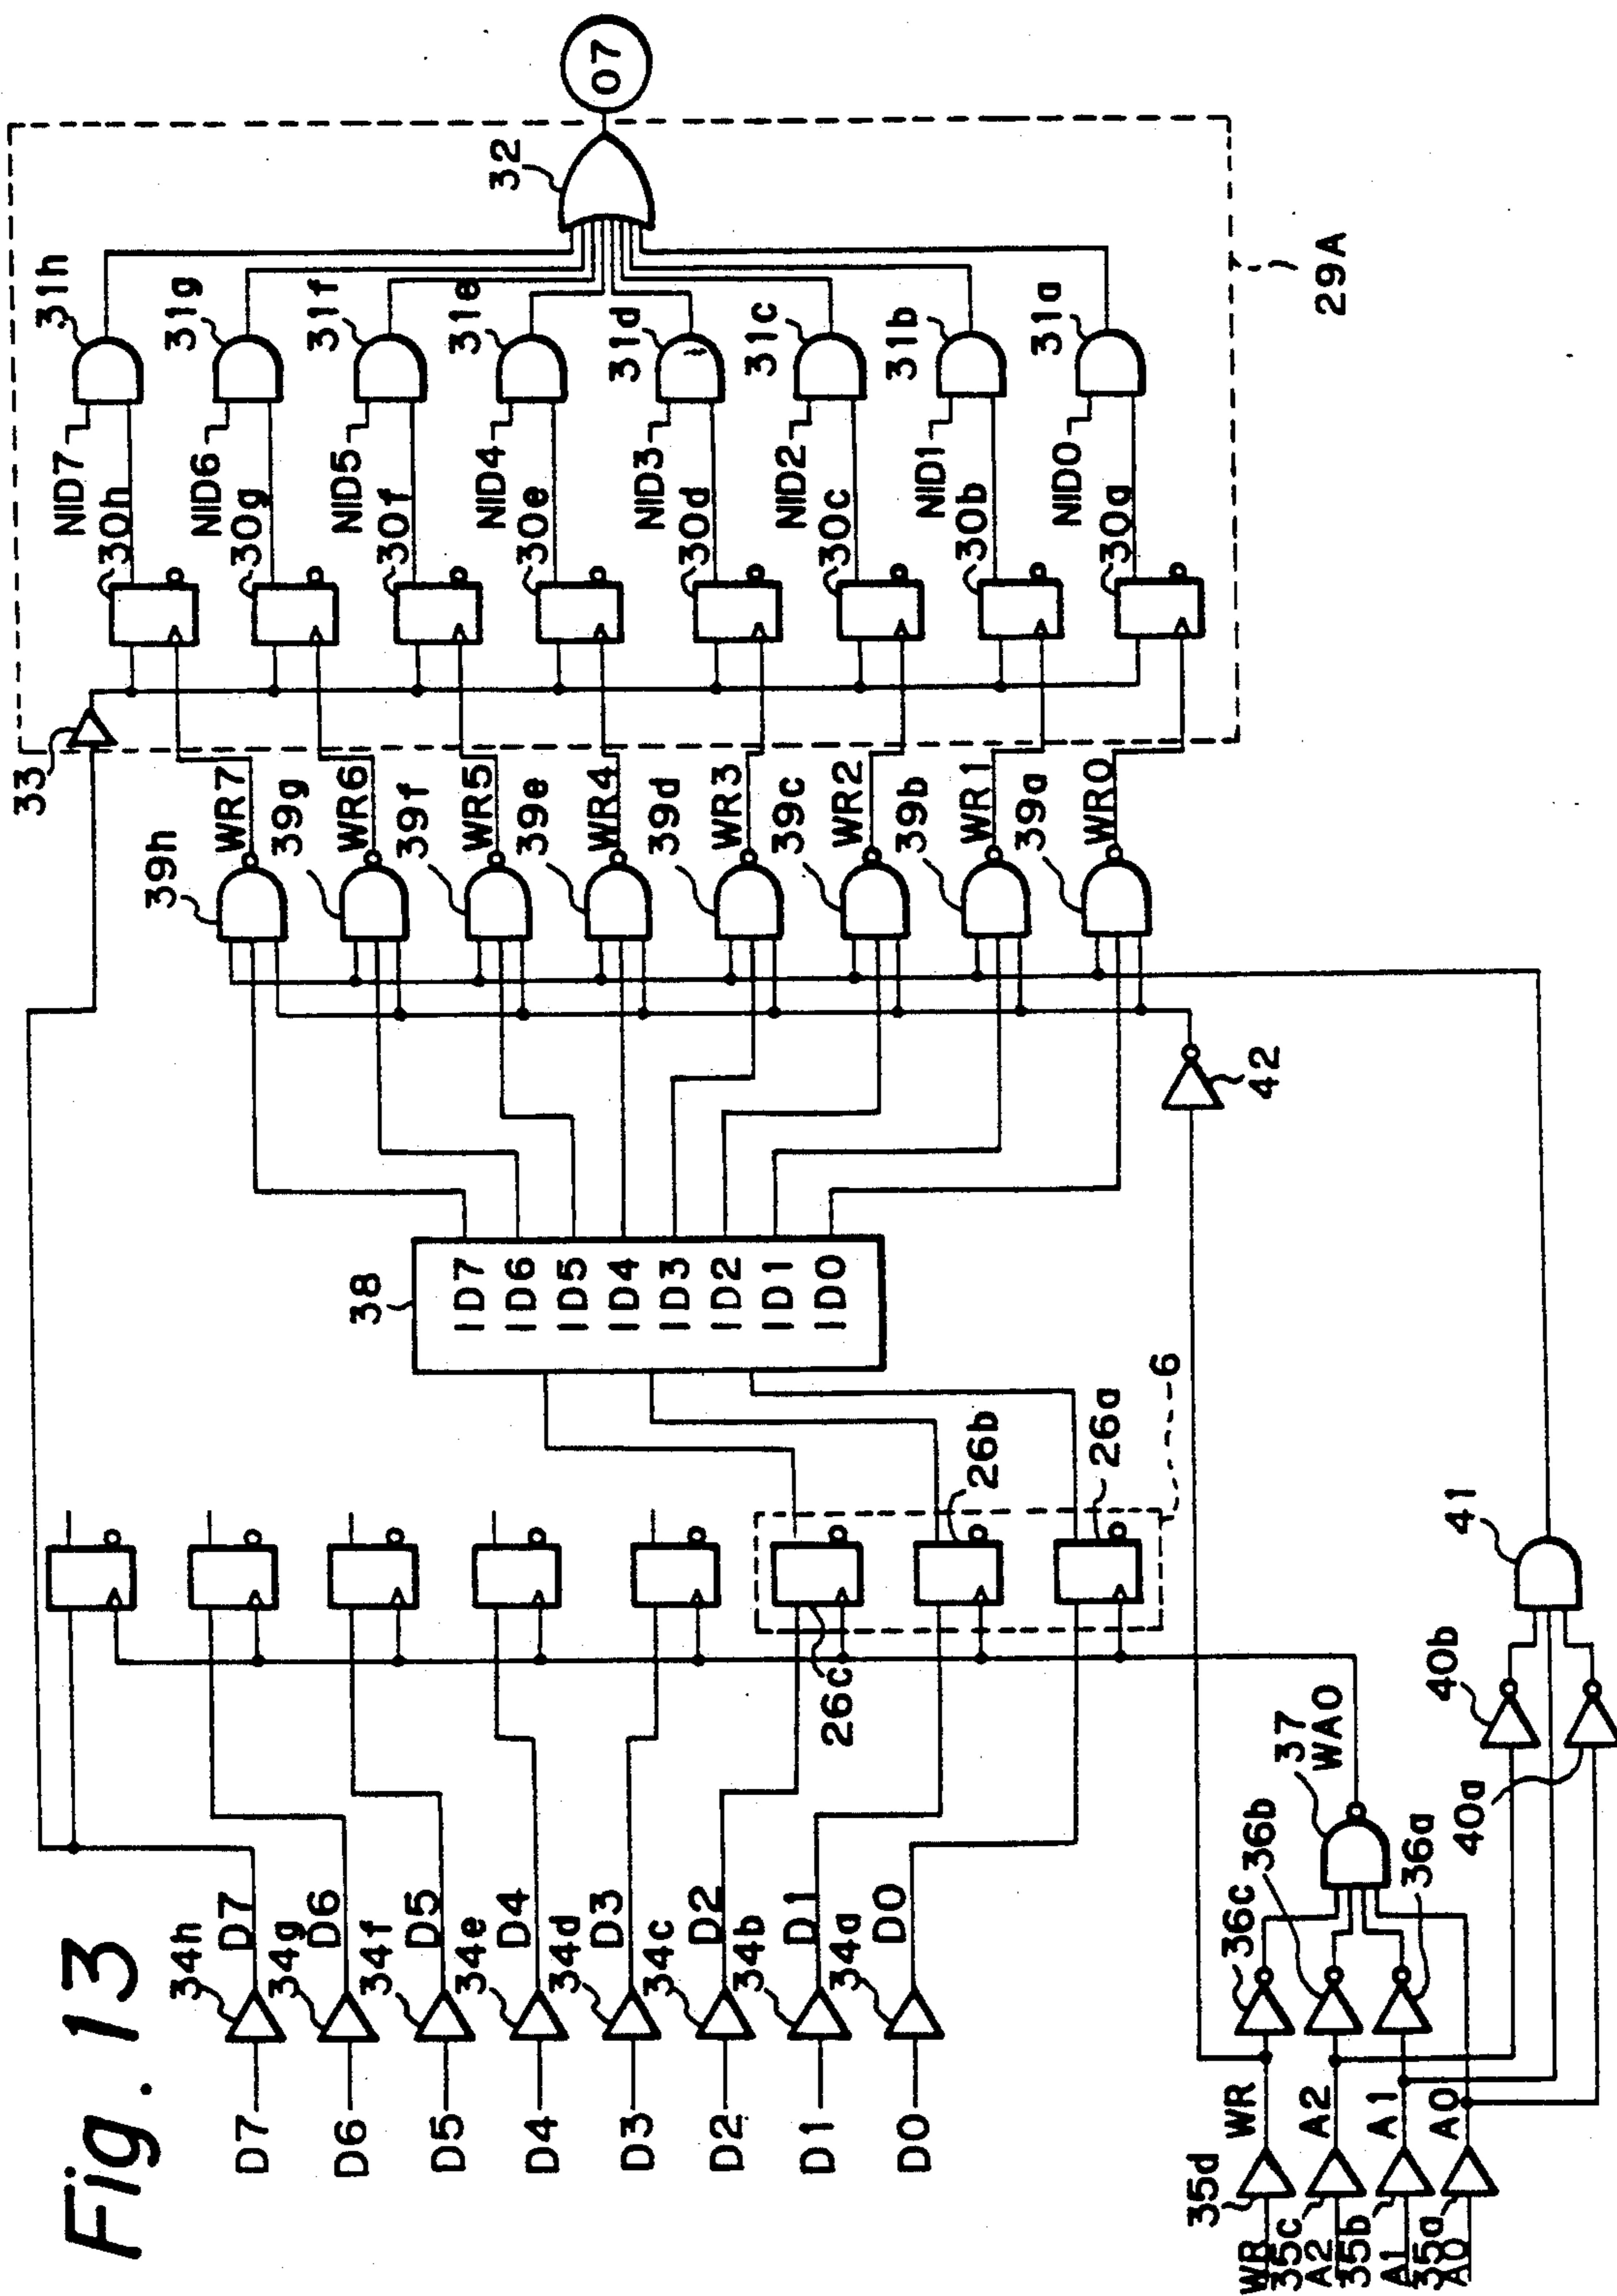 Fig. 13
D7
D6
D5
D4
D3
D2
D1
D0
34h
34g
34f
34e
34d
34c
34b
34a
D7
D6
D5
D4
D3
D2
D1
D0
WR
A2
A1
A0
35d
35c
35b
35a
WR
A2
A1
A0
36c
36b
36a
37
WA0
40b
40a
41
42
26c
26b
26a
6
38
ID7
ID6
ID5
ID4
ID3
ID2
ID1
ID0
39h
39g
39f
39e
39d
39c
39b
39a
WR7
WR6
WR5
WR4
WR3
WR2
WR1
WR0
33
30h
30g
30f
30e
30d
30c
30b
30a
NID7
NID6
NID5
NID4
NID3
NID2
NID1
NID0
31h
31g
31f
31e
31d
31c
31b
31a
32
07
29A